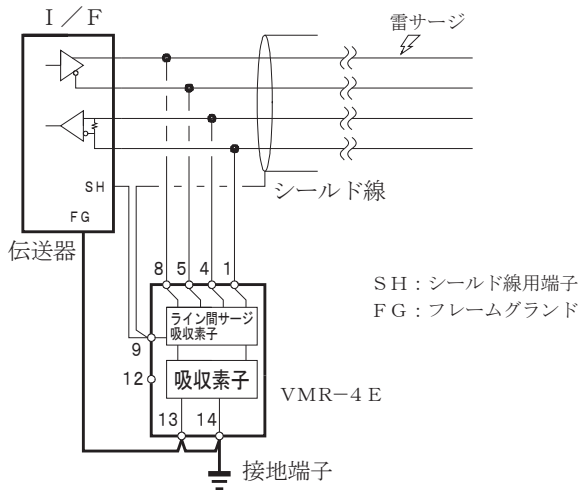 I／F
雷サージ
SH
シールド線
FG
伝送器
8 5 4 1
SH：シールド線用端子
FG：フレームグランド
ライン間サージ
吸収素子
9
12
吸収素子
VMR−4E
13 14
接地端子